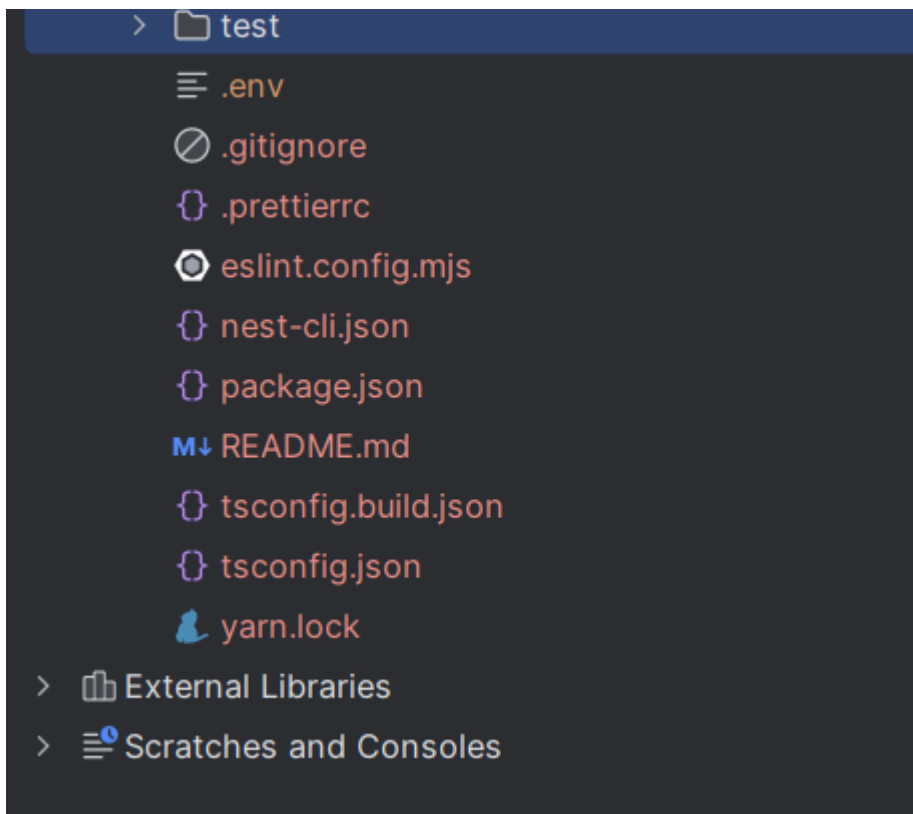 test
.env
.gitignore
.prettierrc
eslint.config.mjs
nest-cli.json
package.json
M↓ README.md
tsconfig.build.json
tsconfig.json
yarn.lock
External Libraries
Scratches and Consoles